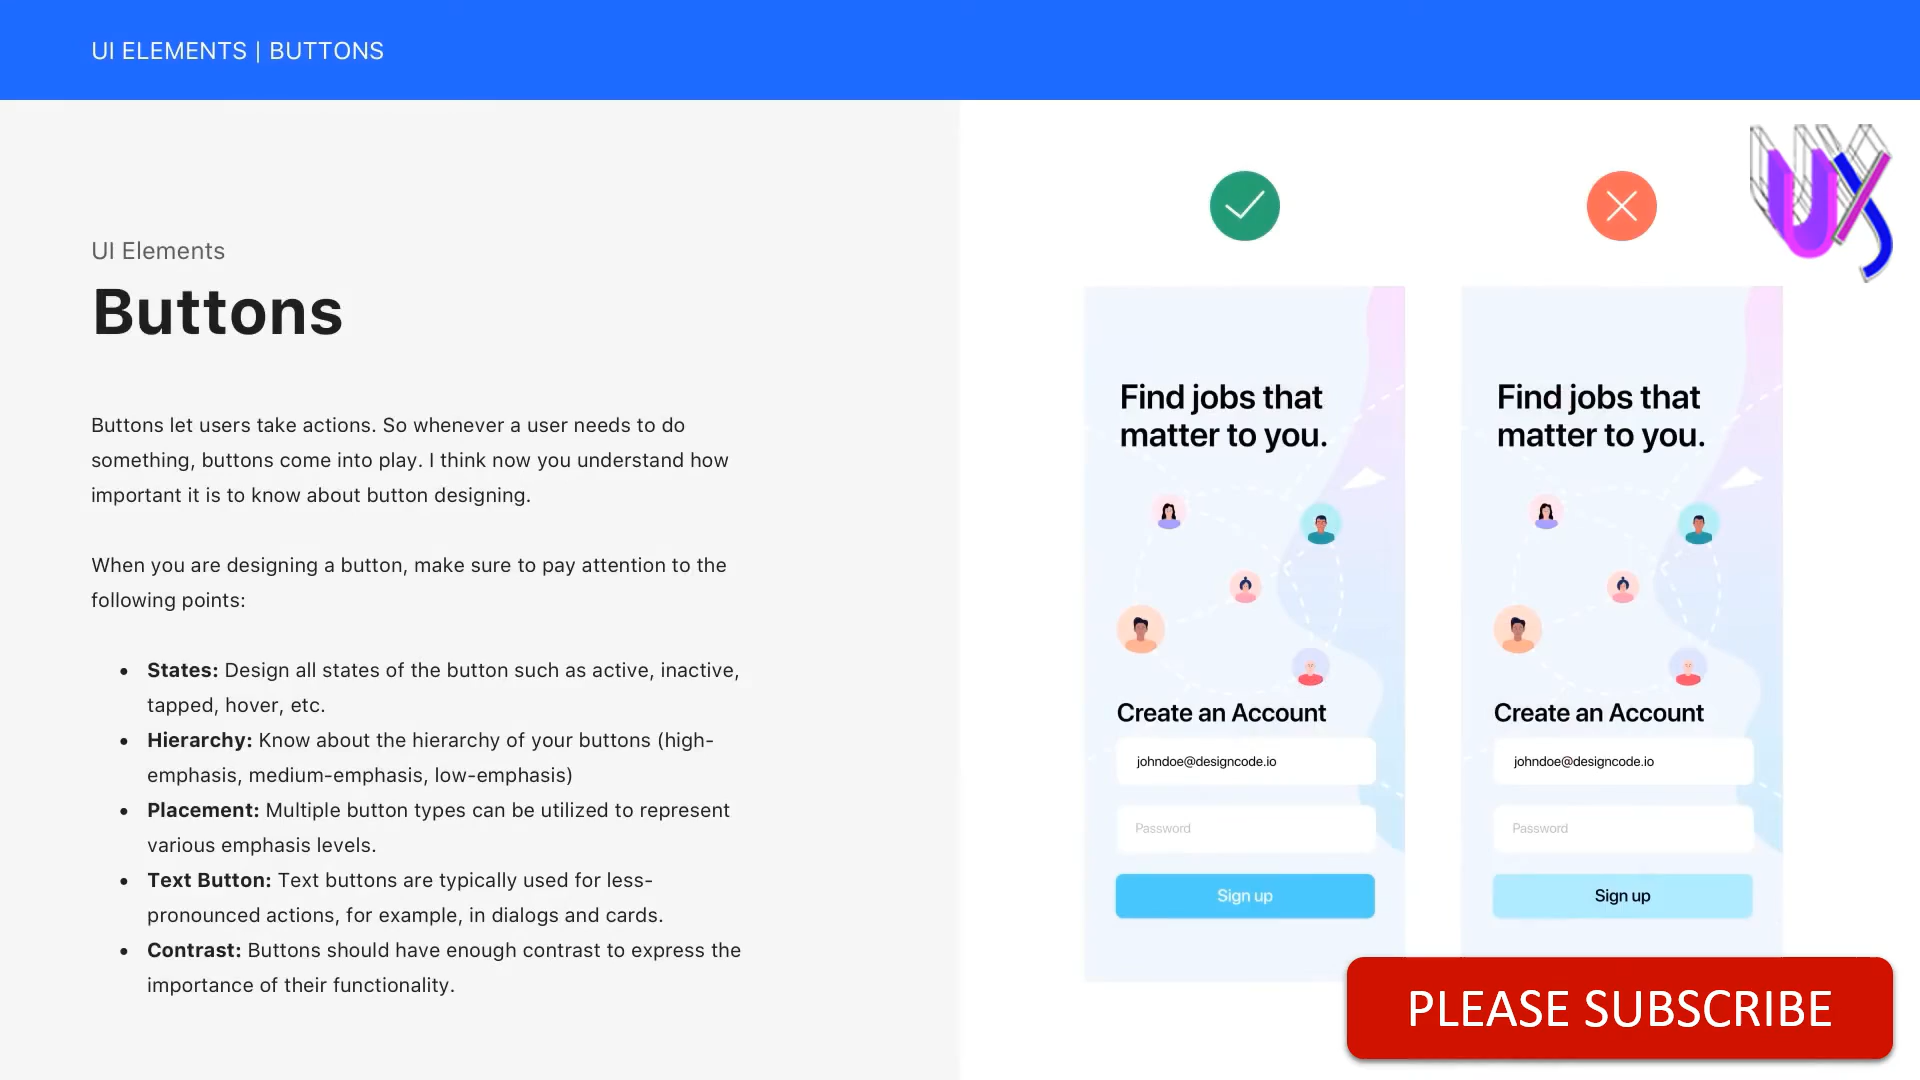 UI ELEMENTS | BUTTONS
UX
UI Elements
Buttons
Buttons let users take actions. So whenever a user needs to do
something, buttons come into play. I think now you understand how
important it is to know about button designing.
When you are designing a button, make sure to pay attention to the
following points:
• States: Design all states of the button such as active, inactive,
tapped, hover, etc.
• Hierarchy: Know about the hierarchy of your buttons (high-
emphasis, medium-emphasis, low-emphasis)
• Placement: Multiple button types can be utilized to represent
various emphasis levels.
• Text Button: Text buttons are typically used for less-
pronounced actions, for example, in dialogs and cards.
• Contrast: Buttons should have enough contrast to express the
importance of their functionality.
Find jobs that
matter to you.
Create an Account
johndoe@designcode.io
Password
Sign up
Find jobs that
matter to you.
Create an Account
johndoe@designcode.io
Password
Sign up
PLEASE SUBSCRIBE